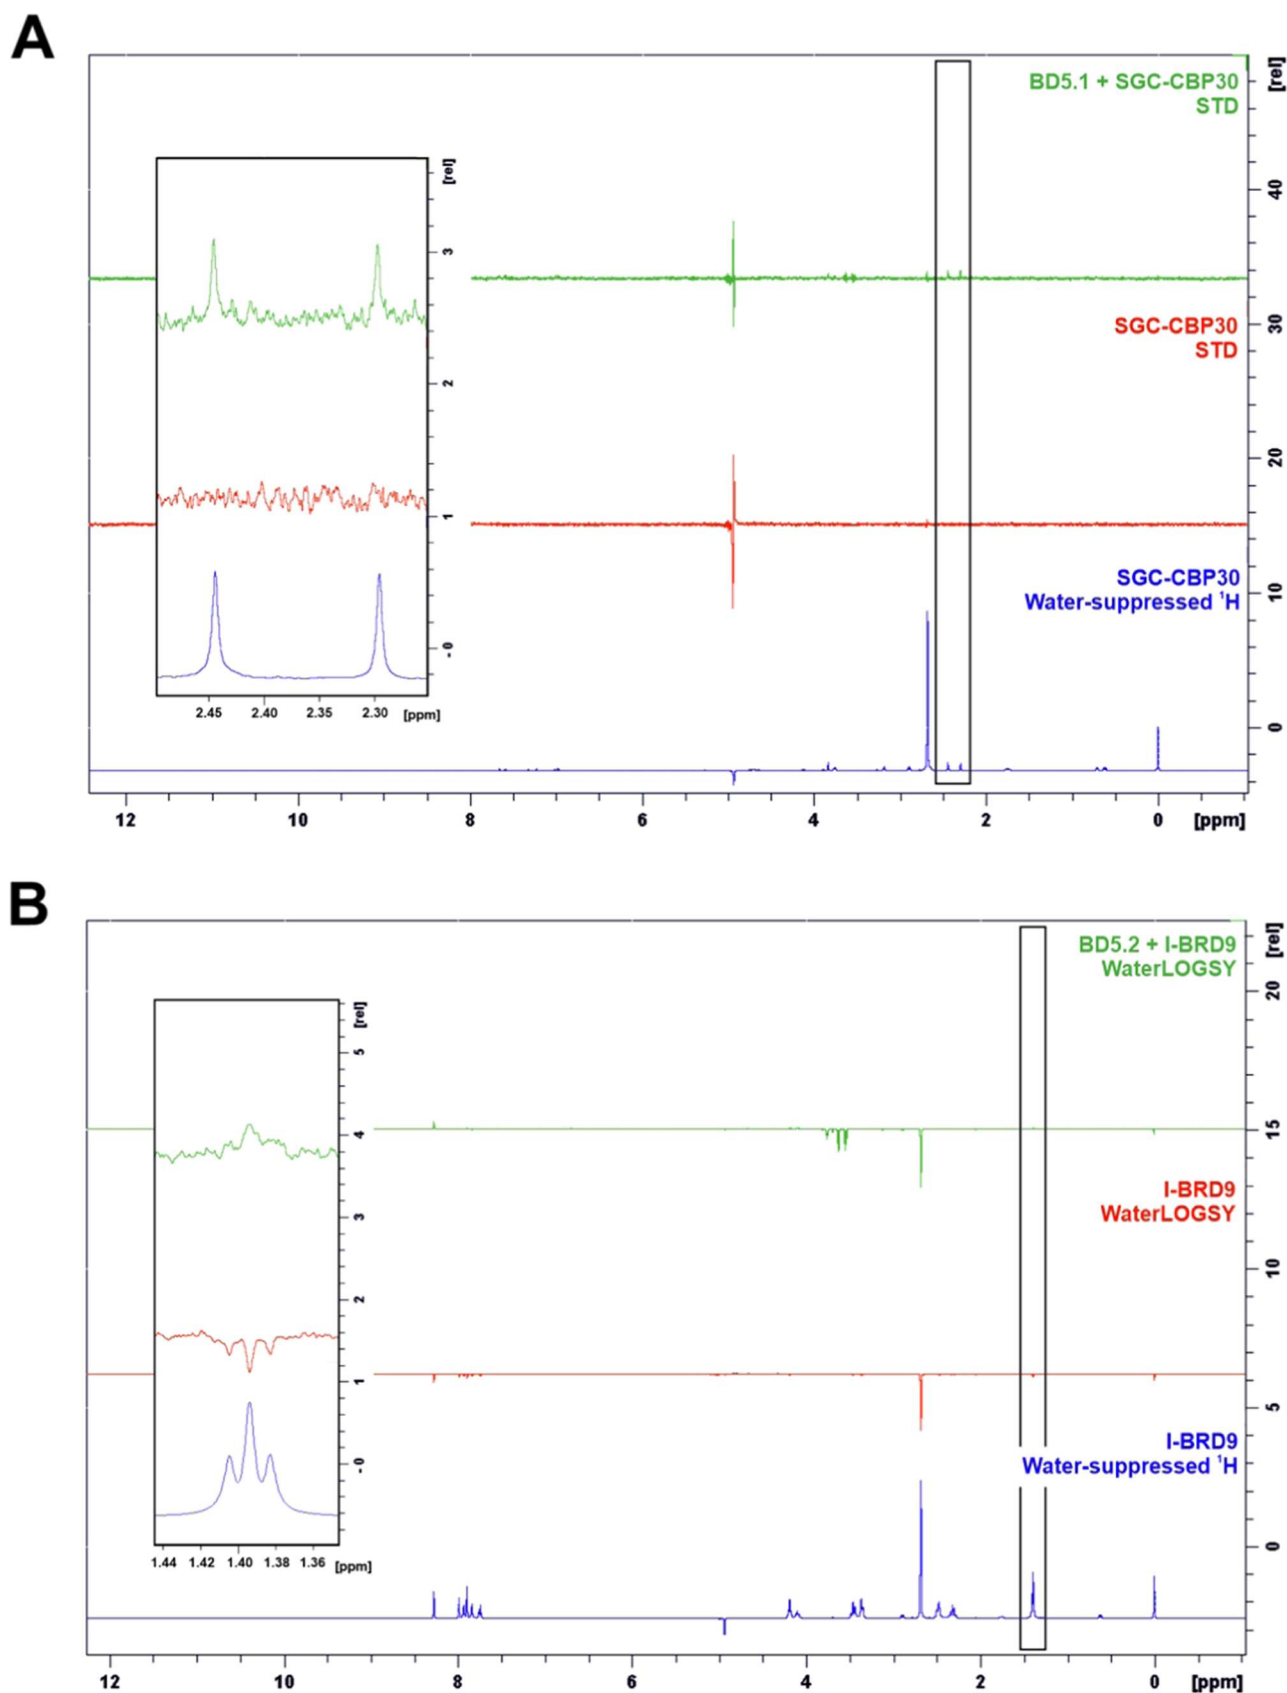 A
BD5.1 + SGC-CBP30
STD
[rel]
40
30
20
10
0
SGC-CBP30
STD
SGC-CBP30
Water-suppressed ¹H
[rel]
3
2
1
- 0
2.45 2.40 2.35 2.30 [ppm]
12 10 8 6 4 2 0 [ppm]
B
BD5.2 + I-BRD9
WaterLOGSY
[rel]
20
15
10
5
0
I-BRD9
WaterLOGSY
I-BRD9
Water-suppressed ¹H
[rel]
5
4
3
2
1
- 0
1.44 1.42 1.40 1.38 1.36 [ppm]
12 10 8 6 4 2 0 [ppm]